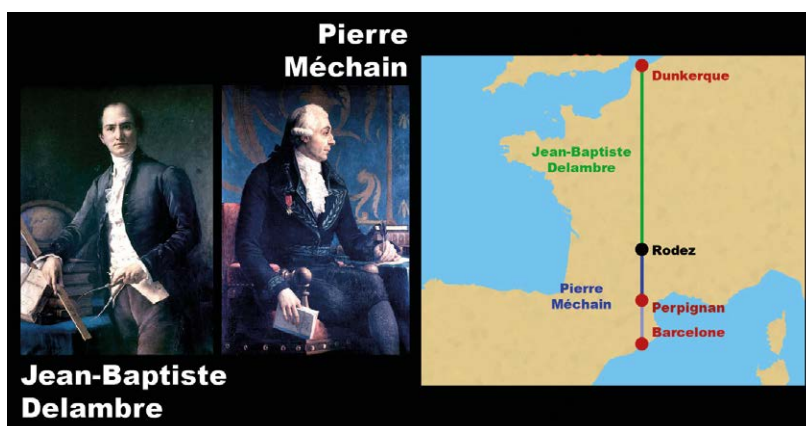 Pierre
Méchain
Jean-Baptiste
Delambre
Dunkerque
Jean-Baptiste
Delambre
Rodez
Pierre
Méchain
Perpignan
Barcelone